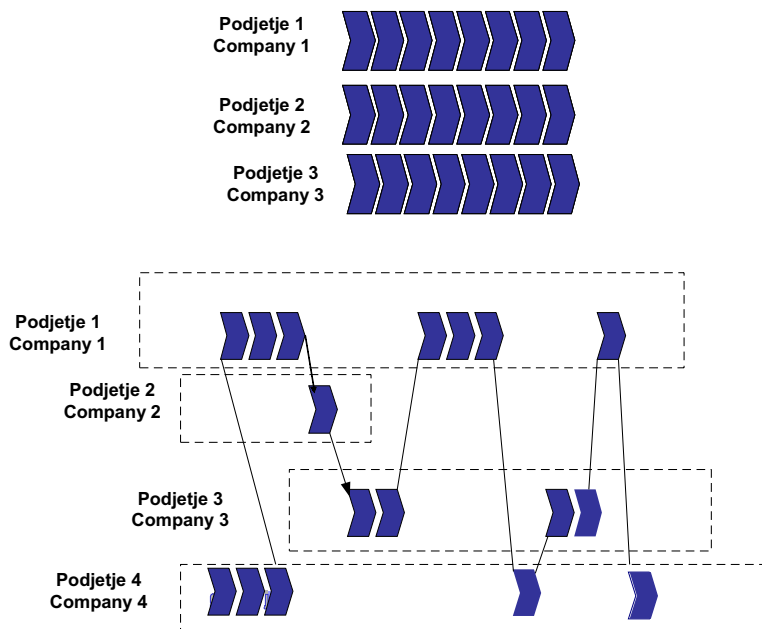 Podjetje 1
Company 1
Podjetje 2
Company 2
Podjetje 3
Company 3
Podjetje 1
Company 1
Podjetje 2
Company 2
Podjetje 3
Company 3
Podjetje 4
Company 4